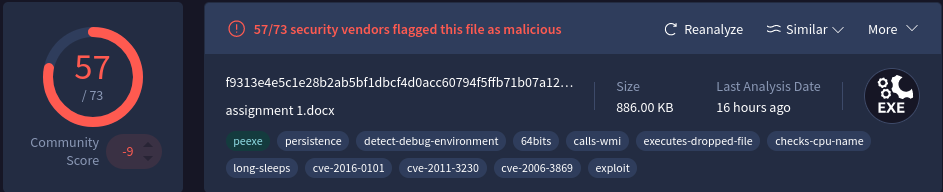 57
/ 73
Community
Score
-9
57/73 security vendors flagged this file as malicious
Reanalyze
Similar
More
f9313e4e5c1e28b2ab5bf1dbcf4d0acc60794f5ffb71b07a12…
assignment 1.docx
Size
886.00 KB
Last Analysis Date
16 hours ago
EXE
peexe persistence detect-debug-environment 64bits calls-wmi executes-dropped-file checks-cpu-name
long-sleeps cve-2016-0101 cve-2011-3230 cve-2006-3869 exploit